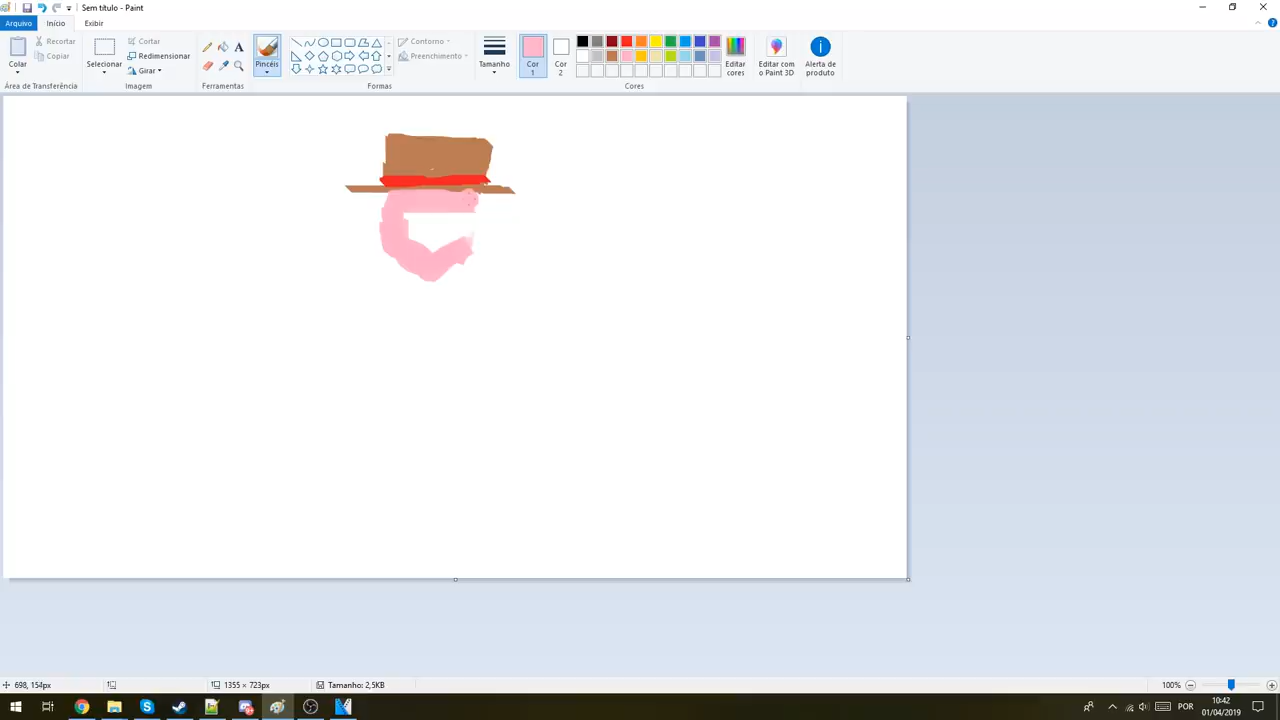 Sem título - Paint
Arquivo Início Exibir
Colar
Recortar
Copiar
Área de Transferência
Selecionar
Cortar
Redimensionar
Girar
Imagem
A
Ferramentas
Pincéis
Contorno
Preenchimento
Formas
Tamanho
Cor
1
Cor
2
Editar
cores
Cores
Editar com
o Paint 3D
Alerta de
produto
698, 154px
1355 × 723px
Tamanho: 2,5KB
100%
POR
10:42
01/04/2019